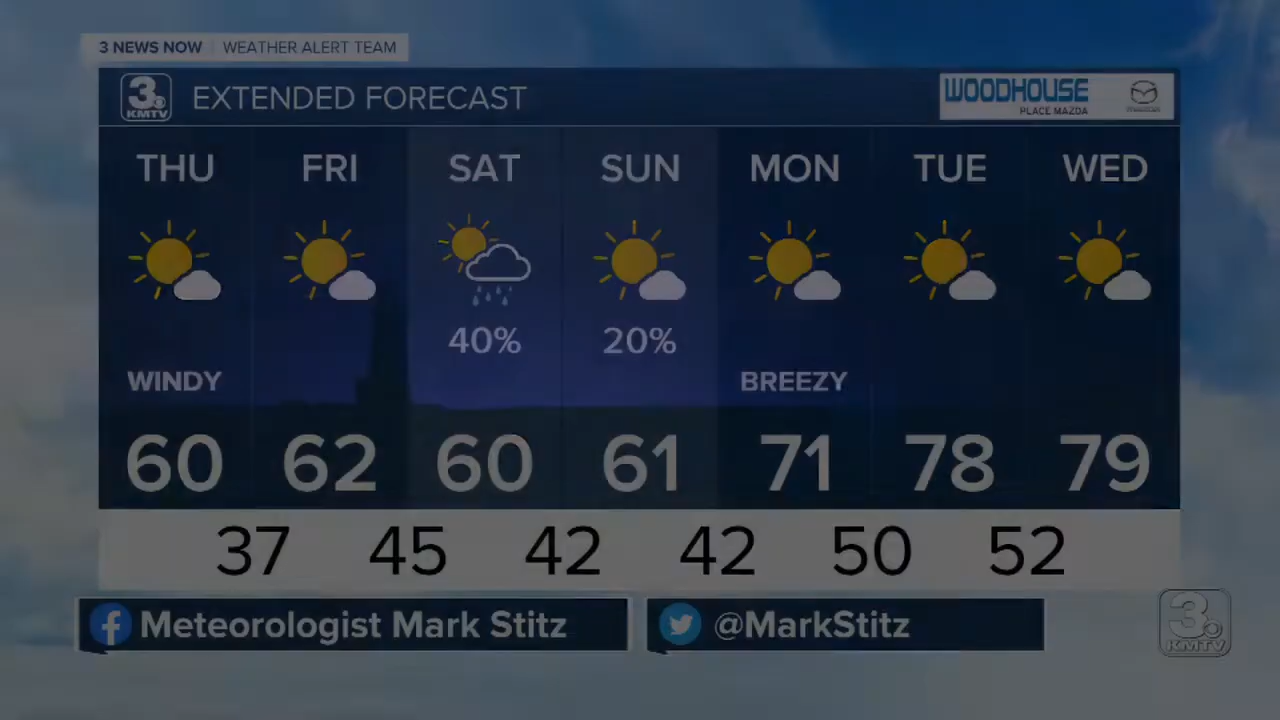 3 NEWS NOW | WEATHER ALERT TEAM
3 KMTV EXTENDED FORECAST WOODHOUSE
PLACE MAZDA
THU FRI SAT SUN MON TUE WED
40% 20%
WINDY BREEZY
60 62 60 61 71 78 79
37 45 42 42 50 52
Meteorologist Mark Stitz @MarkStitz
3 KMTV